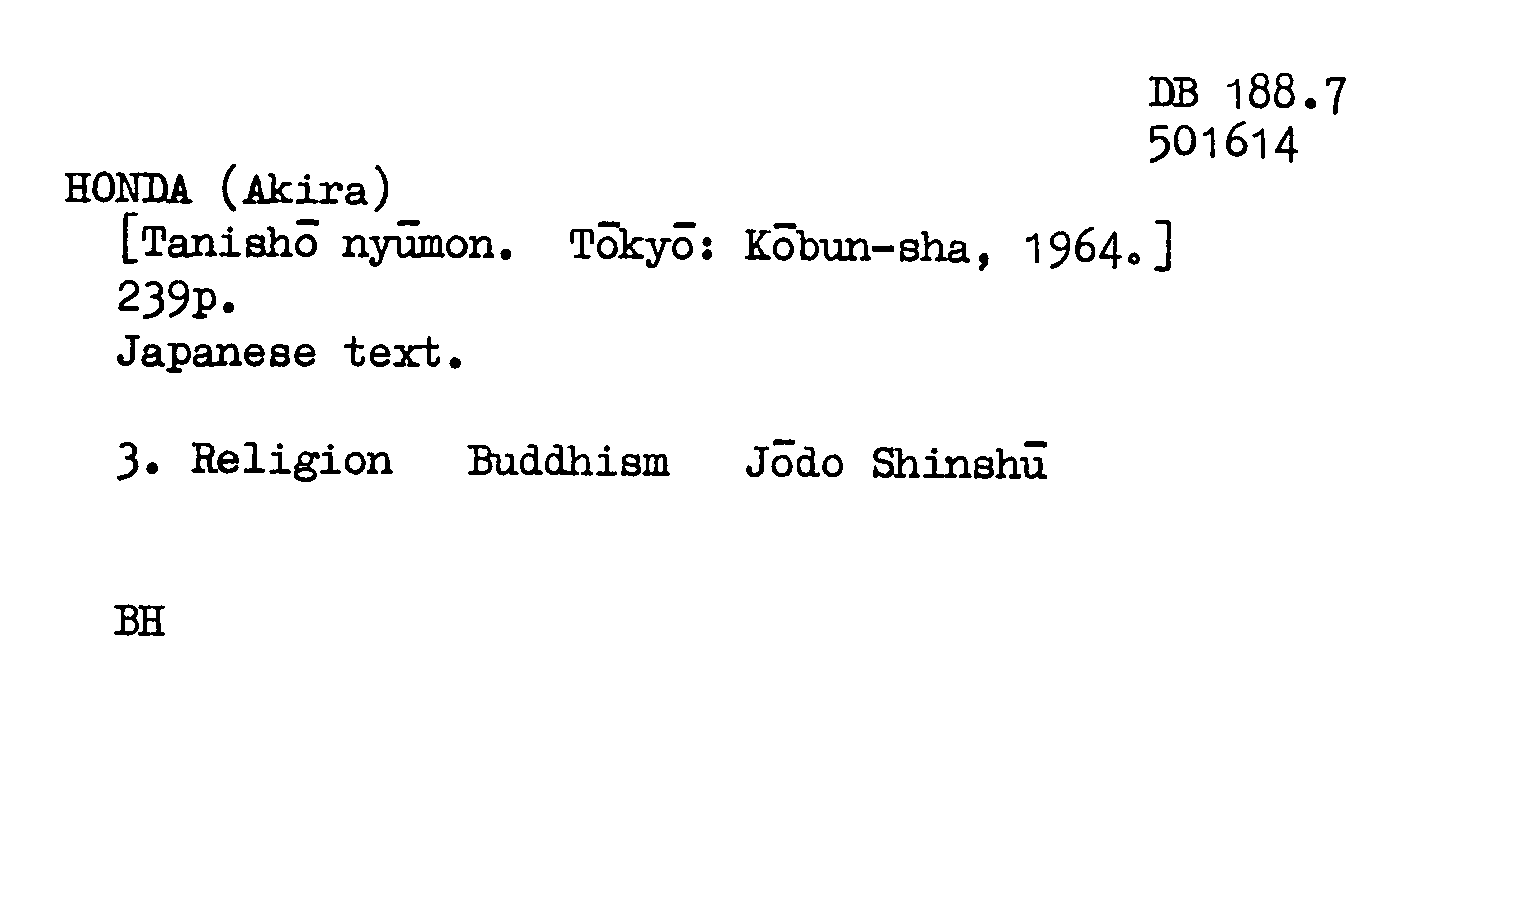 DB 188.7
501614
HONDA (Akira)
[Tanishō nyūmon. Tōkyō: Kōbun-sha, 1964.]
239p.
Japanese text.
3. Religion Buddhism Jōdo Shinshū
BH